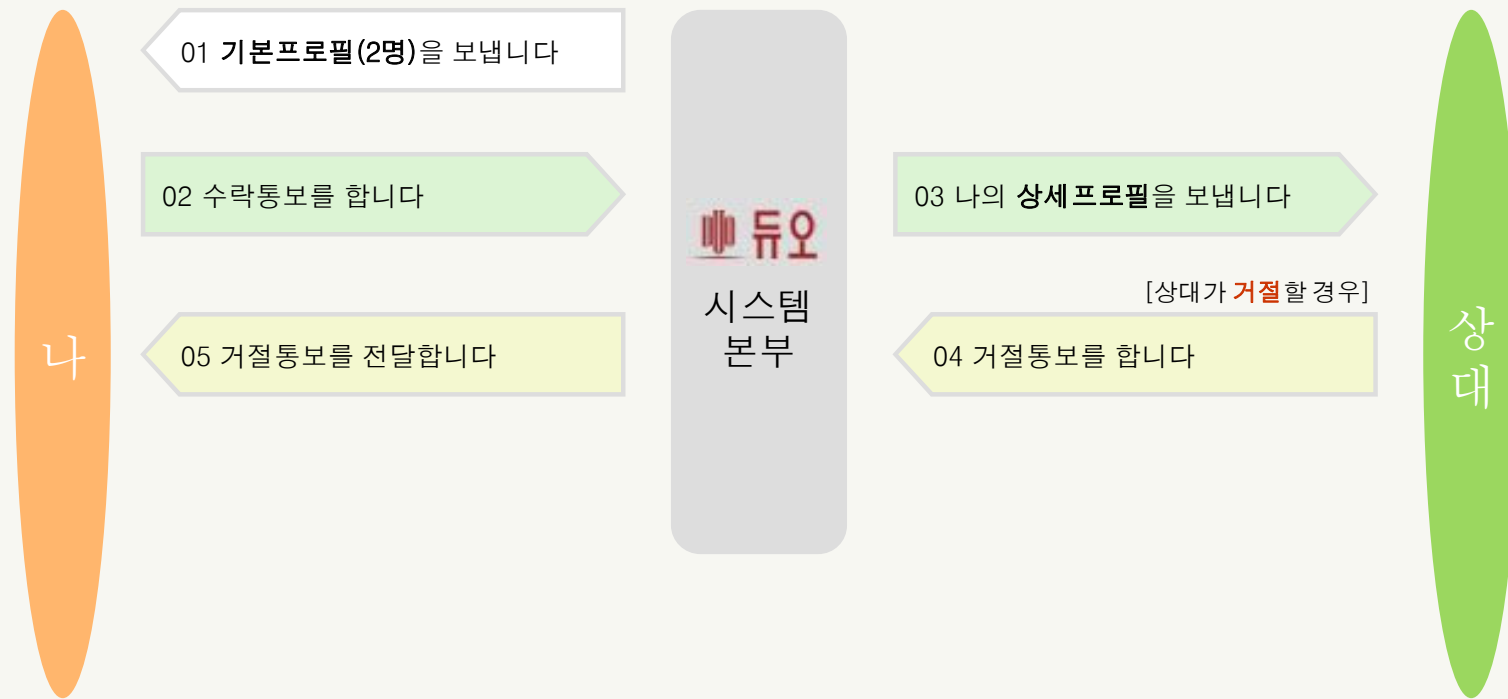 01 기본프로필(2명)을 보냅니다
02 수락통보를 합니다
03 나의 상세프로필을 보냅니다
[상대가 거절할 경우]
04 거절통보를 합니다
05 거절통보를 전달합니다
나
듀오
시스템
본부
상
대